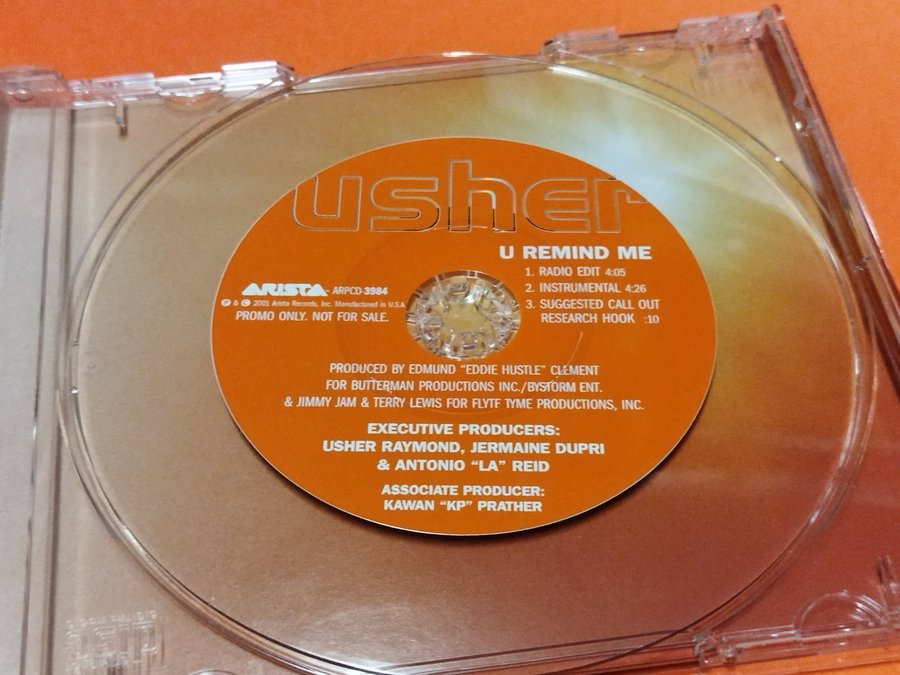 usher
U REMIND ME
1. RADIO EDIT 4:05
2. INSTRUMENTAL 4:26
3. SUGGESTED CALL OUT
RESEARCH HOOK :10
ARISTA ARPCD-3984
℗ & © 2001 Arista Records, Inc. Manufactured in U.S.A.
PROMO ONLY. NOT FOR SALE.
PRODUCED BY EDMUND "EDDIE HUSTLE" CLEMENT
FOR BUTTERMAN PRODUCTIONS INC./BYSTORM ENT.
& JIMMY JAM & TERRY LEWIS FOR FLYTE TYME PRODUCTIONS, INC.
EXECUTIVE PRODUCERS:
USHER RAYMOND, JERMAINE DUPRI
& ANTONIO "LA" REID
ASSOCIATE PRODUCER:
KAWAN "KP" PRATHER